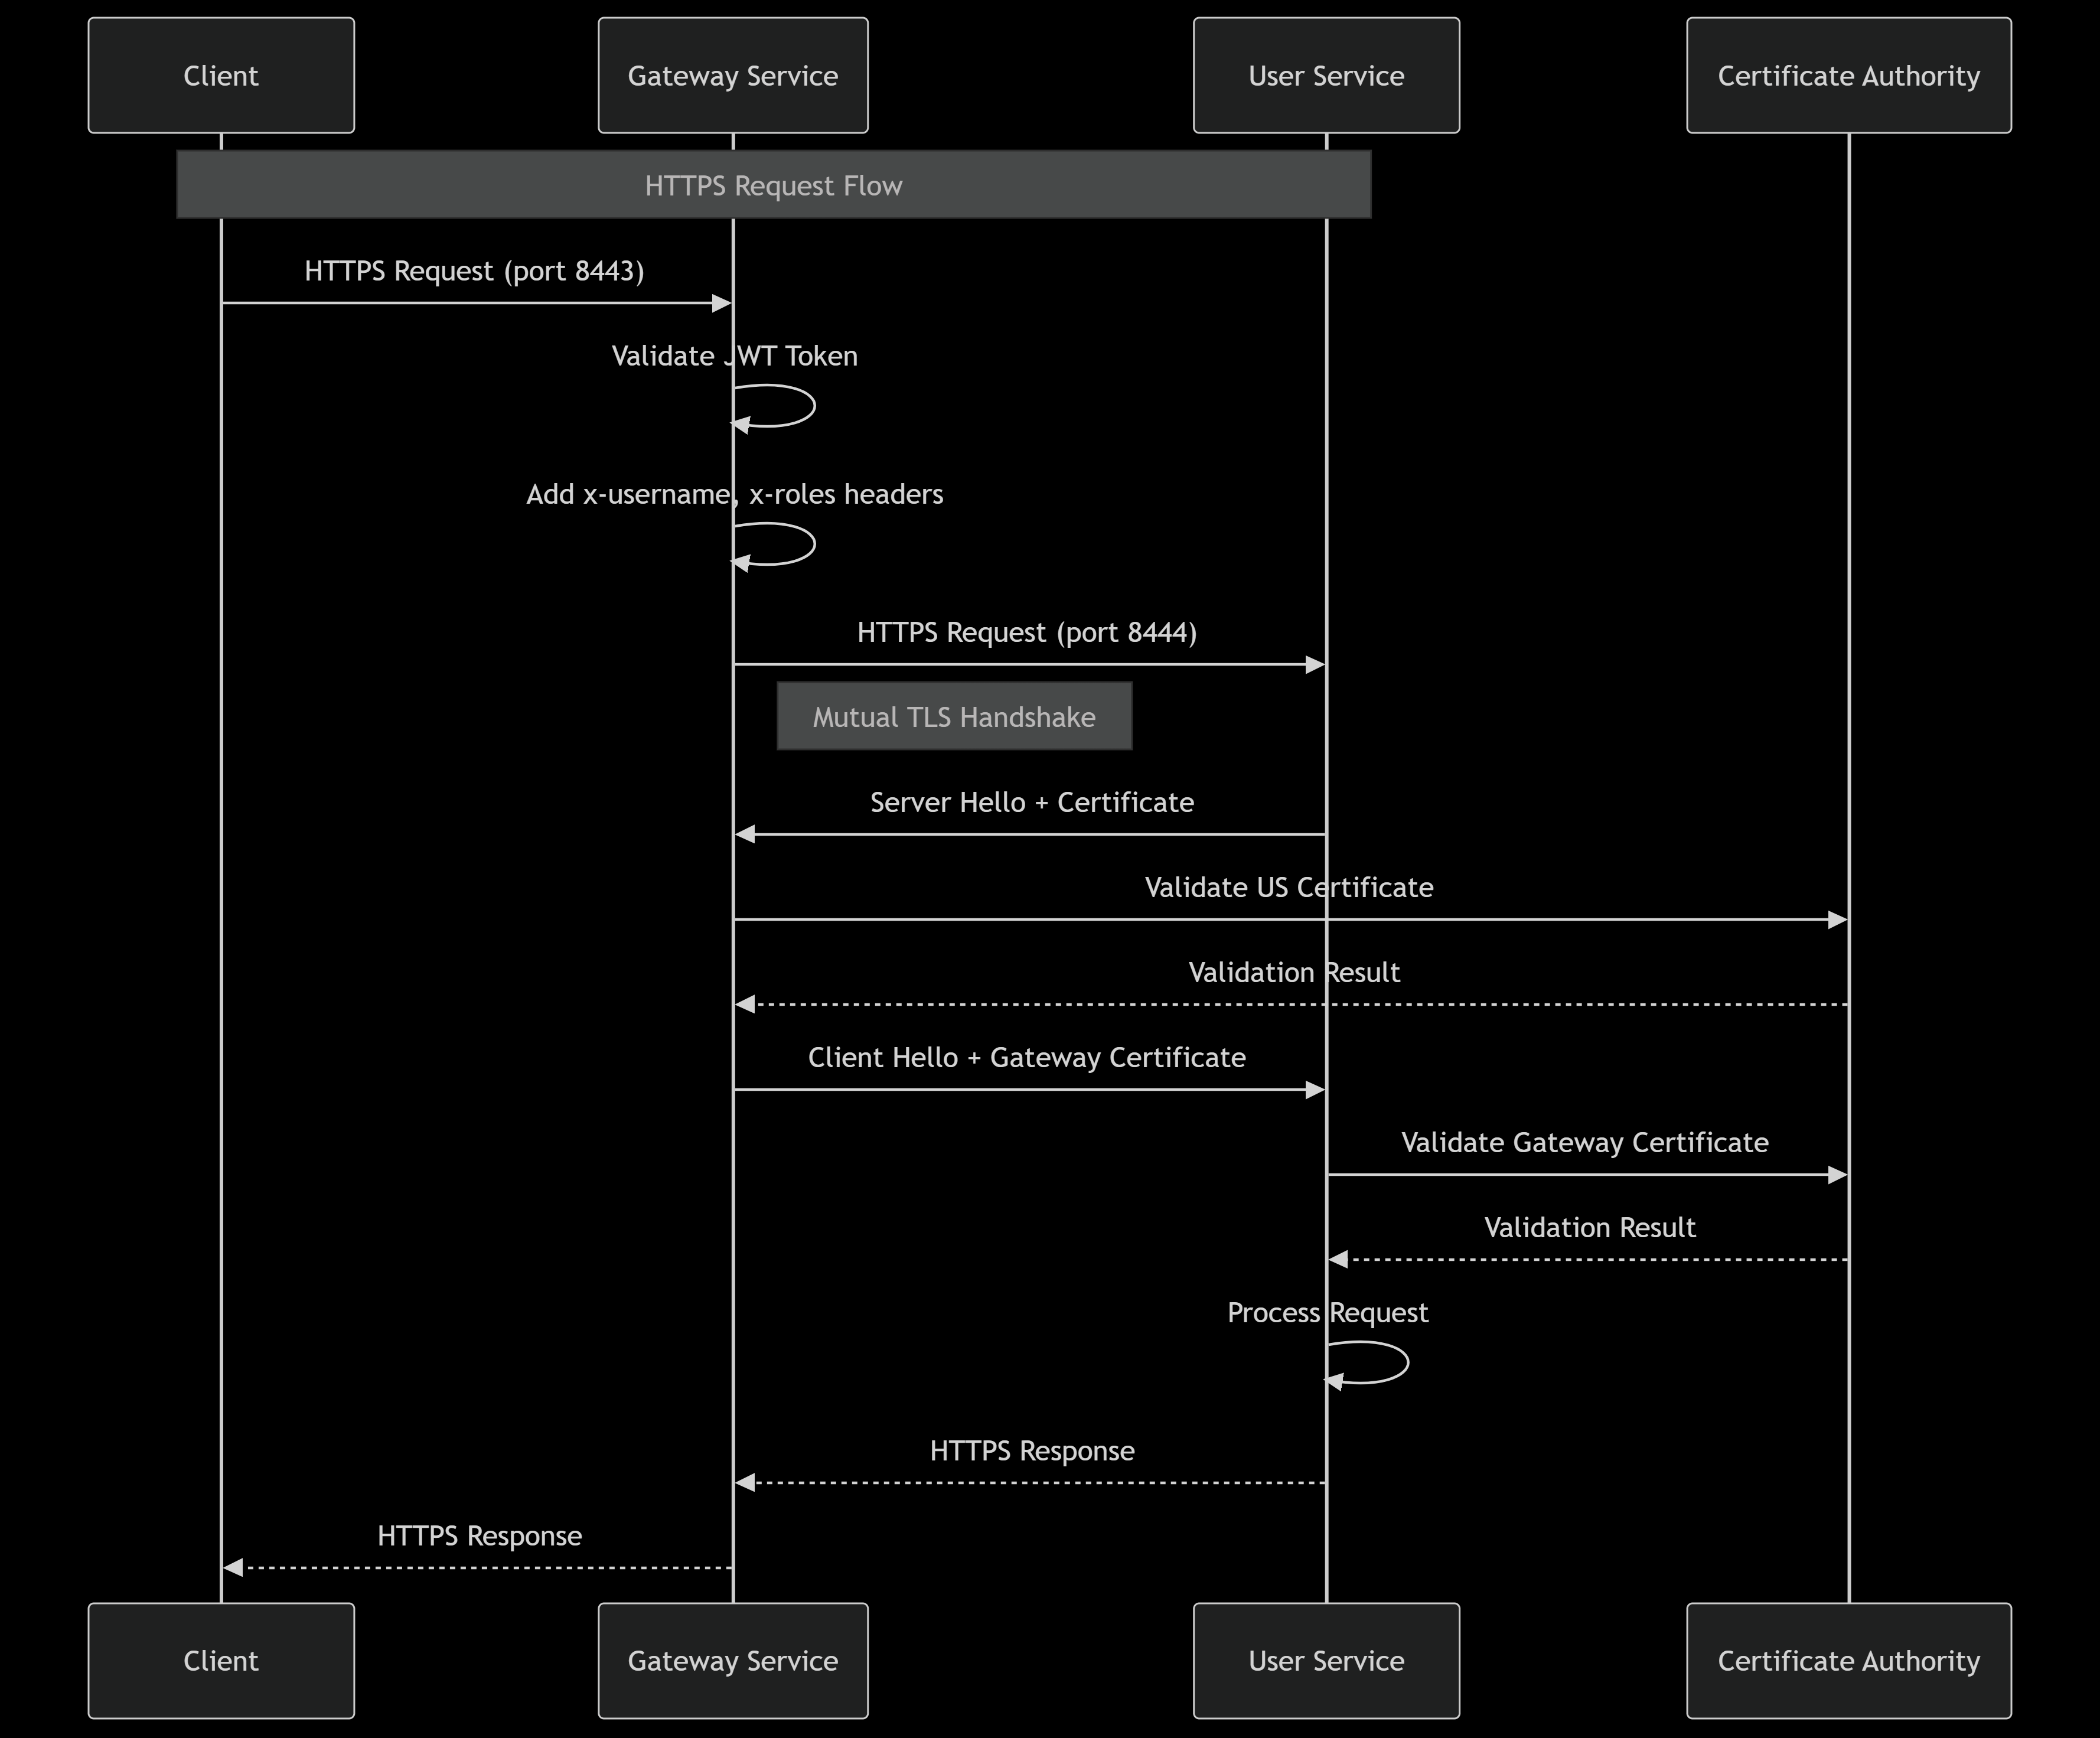 Client
Gateway Service
User Service
Certificate Authority
HTTPS Request Flow
HTTPS Request (port 8443)
Validate JWT Token
Add x-username, x-roles headers
HTTPS Request (port 8444)
Mutual TLS Handshake
Server Hello + Certificate
Validate US Certificate
Validation Result
Client Hello + Gateway Certificate
Validate Gateway Certificate
Validation Result
Process Request
HTTPS Response
HTTPS Response
Client
Gateway Service
User Service
Certificate Authority